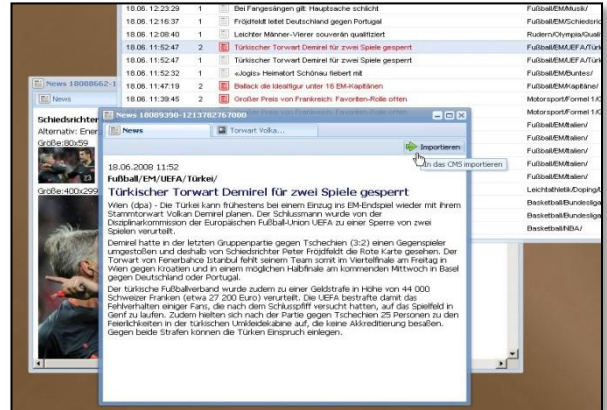 18.06. 12:23:29 1 Bei Fangesängen gilt: Hauptsache schlicht Fußball/EM/Musik/
18.06. 12:16:37 1 Fröjdfeldt leitet Deutschland gegen Portugal Fußball/EM/Schiedsric
18.06. 12:08:40 1 Leichter Männer-Vierer souverän qualifiziert Rudern/Olympia/Quali
18.06. 11:52:47 2 Türkischer Torwart Demirel für zwei Spiele gesperrt Fußball/EM/UEFA/Türk
18.06. 11:52:47 1 Türkischer Torwart Demirel für zwei Spiele gesperrt Fußball/EM/UEFA/Türk
18.06. 11:52:32 1 «Jogis» Heimatort Schönau fiebert mit Fußball/EM/Buntes/
18.06. 11:47:19 2 Ballack die Idealfigur unter 16 EM-Kapitänen Fußball/EM/Kapitäne/
18.06. 11:39:45 2 Großer Preis von Frankreich: Favoriten-Rolle offen Motorsport/Formel 1/G
Motorsport/Formel 1/G
Fußball/EM/Italien/
Fußball/EM/Italien/
Fußball/EM/Italien/
Fußball/EM/Italien/
Fußball/EM/Italien/
Leichtathletik/Doping/U
Basketball/Bundesliga
Basketball/Bundesliga
Basketball/NBA/
News 18008662-1
News
Schiedsrichter
Alternativ: Ener
Größe:80x59
Größe:400x299
News 18089390-1213782767000
News
Torwart Volka...
Importieren
In das CMS importieren
18.06.2008 11:52
Fußball/EM/UEFA/Türkei/
Türkischer Torwart Demirel für zwei Spiele gesperrt
Wien (dpa) - Die Türkei kann frühestens bei einem Einzug ins EM-Endspiel wieder mit ihrem
Stammtorwart Volkan Demirel planen. Der Schlussmann wurde von der
Disziplinarkommission der Europäischen Fußball-Union UEFA zu einer Sperre von zwei
Spielen verurteilt.
Demirel hatte in der letzten Gruppenpartie gegen Tschechien (3:2) einen Gegenspieler
umgestoßen und deshalb von Schiedsrichter Peter Fröjdfeldt die Rote Karte gesehen. Der
Torwart von Fenerbahce Istanbul fehlt seinem Team somit im Viertelfinale am Freitag in
Wien gegen Kroatien und in einem möglichen Halbfinale am kommenden Mittwoch in Basel
gegen Deutschland oder Portugal.
Der türkische Fußballverband wurde zudem zu einer Geldstrafe in Höhe von 44 000
Schweizer Franken (etwa 27 200 Euro) verurteilt. Die UEFA bestrafte damit das
Fehlverhalten einiger Fans, die nach dem Schlusspfiff versucht hatten, auf das Spielfeld in
Genf zu laufen. Zudem hielten sich nach der Partie gegen Tschechien 25 Personen zu den
Feierlichkeiten in der türkischen Umkleidekabine auf, die keine Akkreditierung besaßen.
Gegen beide Strafen können die Türken Einspruch einlegen.